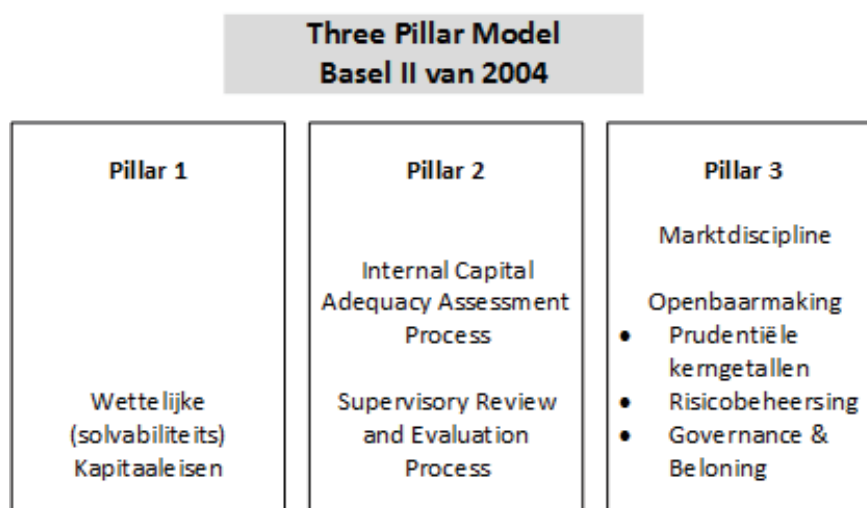 Three Pillar Model
Basel II van 2004
Pillar 1
Wettelijke
(solvabiliteits)
Kapitaaleisen
Pillar 2
Internal Capital
Adequacy Assessment
Process
Supervisory Review
and Evaluation
Process
Pillar 3
Marktdiscipline
Openbaarmaking
• Prudentiële
kerngetallen
• Risicobeheersing
• Governance &
Beloning